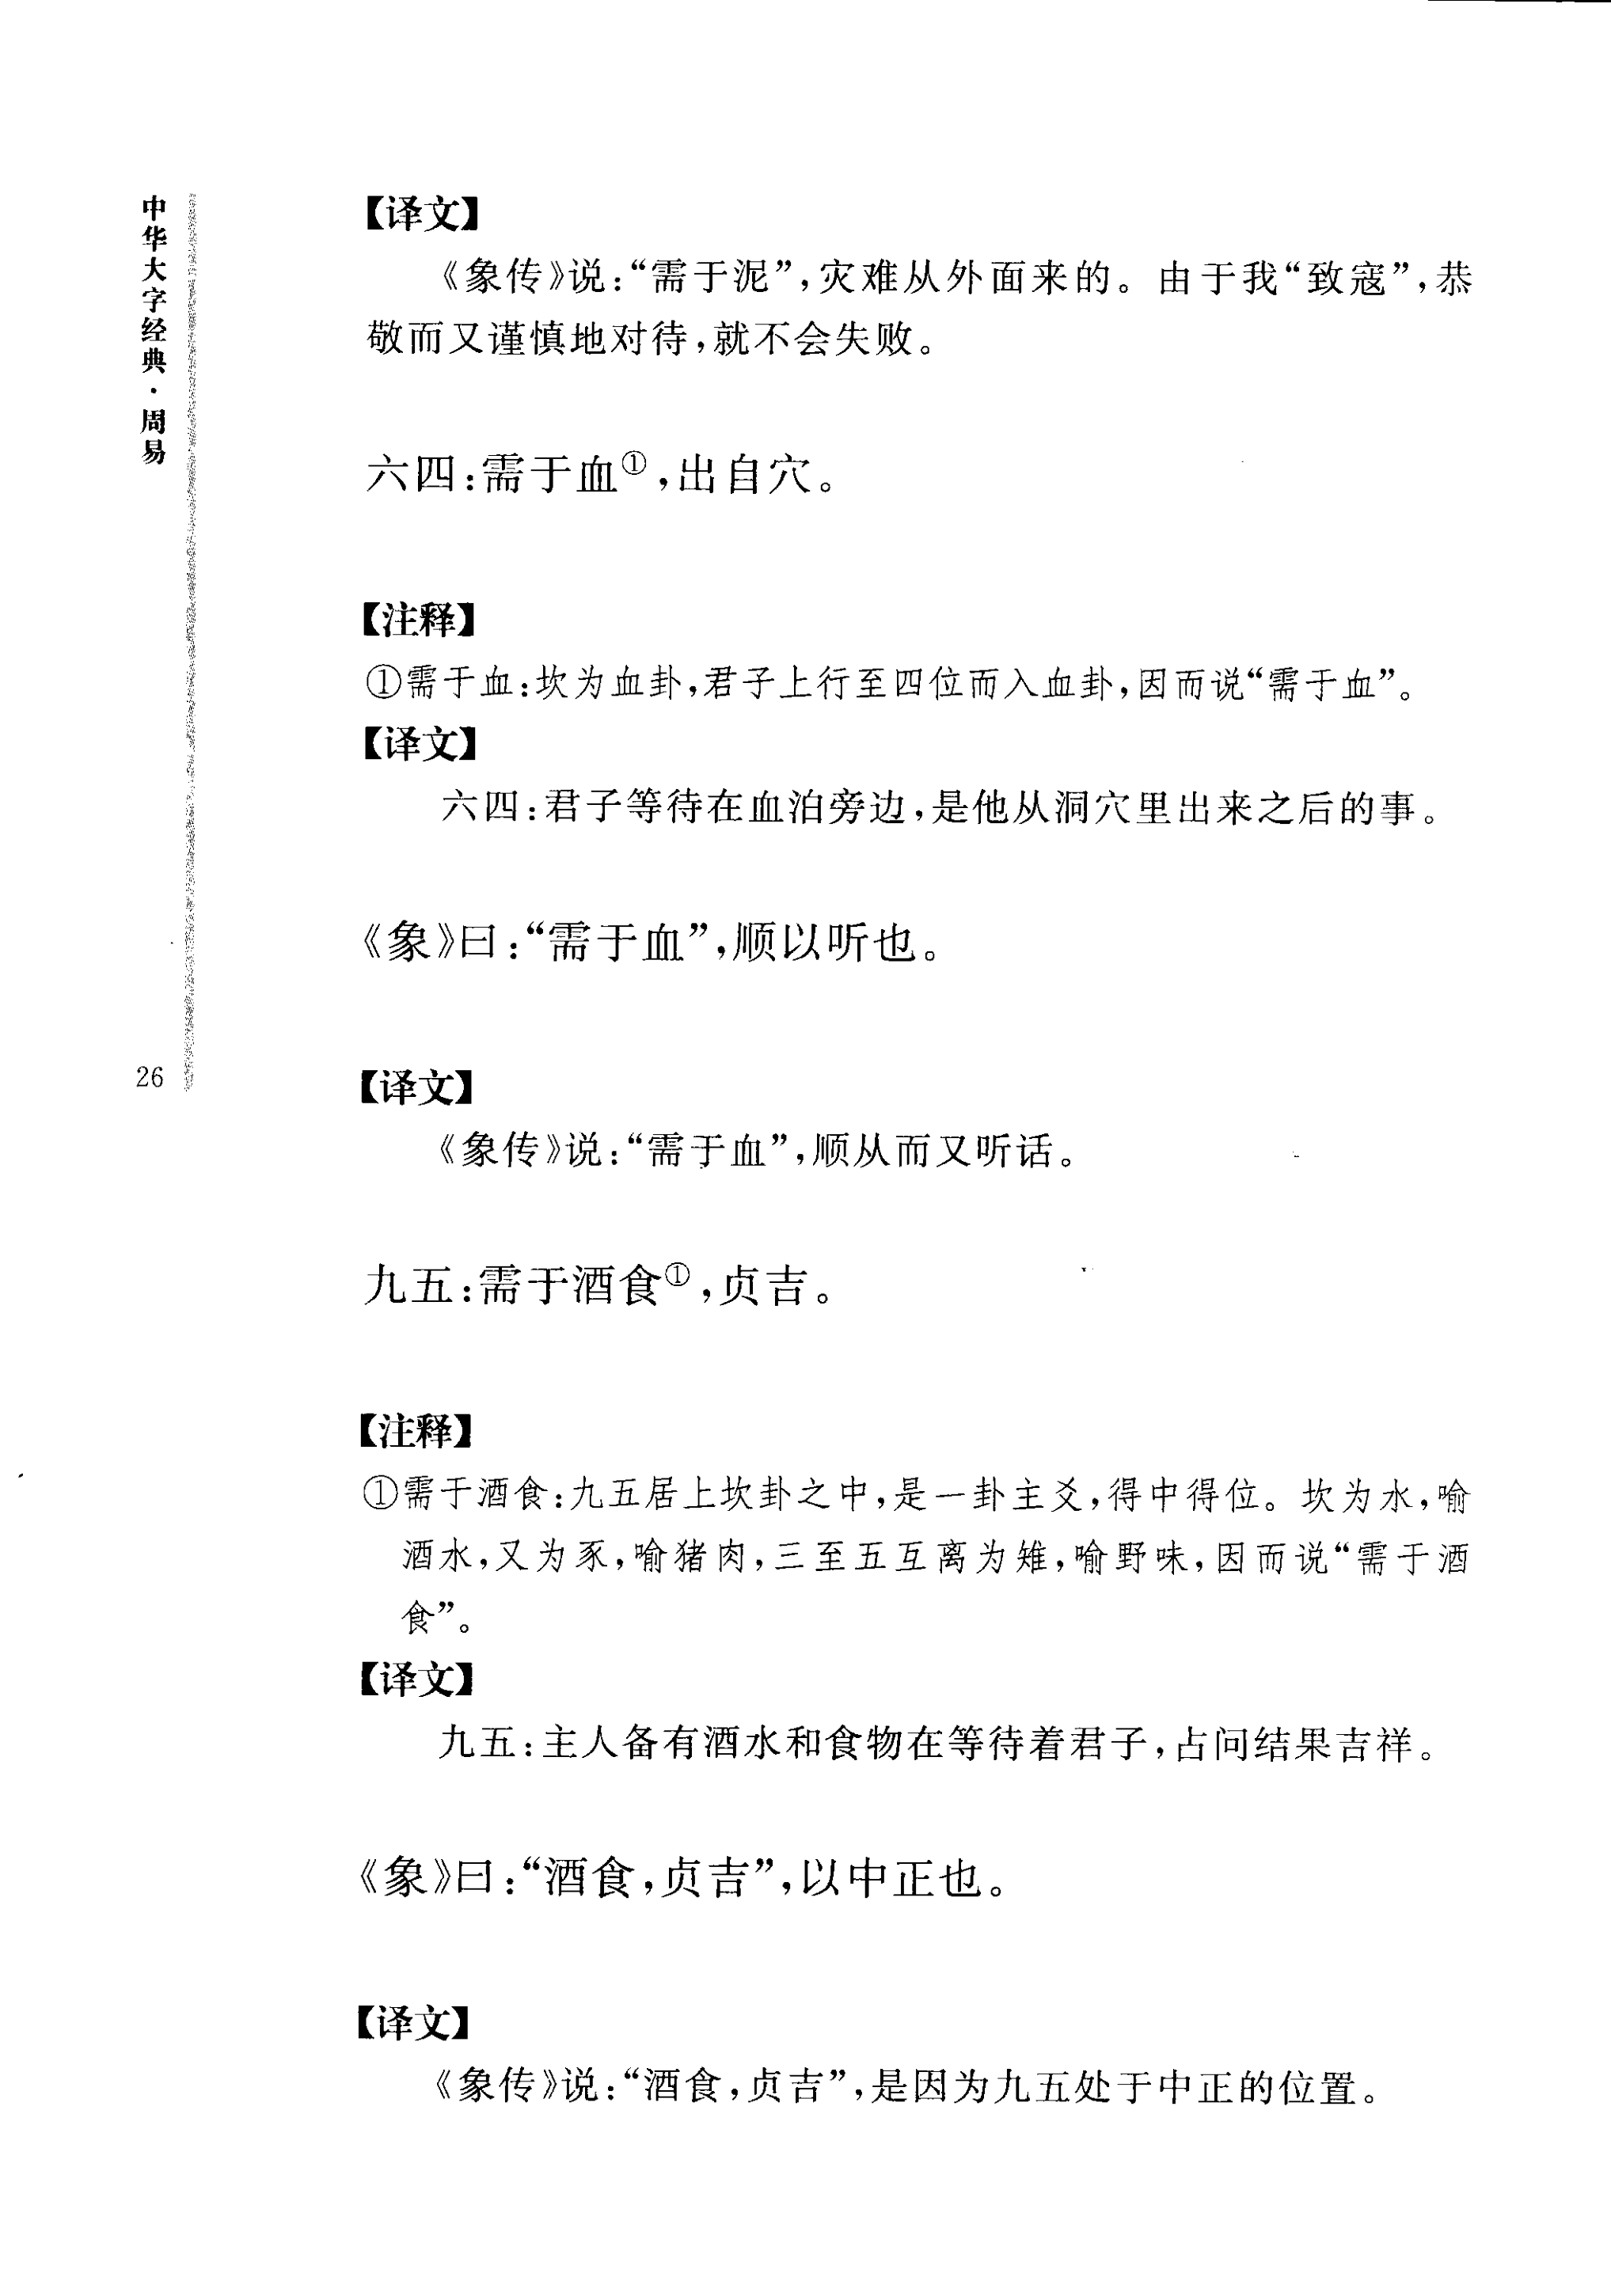 中华大字经典·周易
26
【译文】
《象传》说：“需于泥”，灾难从外面来的。由于我“致寇”，恭
敬而又谨慎地对待，就不会失败。
六四：需于血①，出自穴。
【注释】
①需于血：坎为血卦，君子上行至四位而入血卦，因而说“需于血”。
【译文】
六四：君子等待在血泊旁边，是他从洞穴里出来之后的事。
《象》曰：“需于血”，顺以听也。
【译文】
《象传》说：“需于血”，顺从而又听话。
九五：需于酒食①，贞吉。
【注释】
①需于酒食：九五居上坎卦之中，是一卦主爻，得中得位。坎为水，喻
酒水，又为豕，喻猪肉，三至五互离为雉，喻野味，因而说“需于酒
食”。
【译文】
九五：主人备有酒水和食物在等待着君子，占问结果吉祥。
《象》曰：“酒食，贞吉”，以中正也。
【译文】
《象传》说：“酒食，贞吉”，是因为九五处于中正的位置。